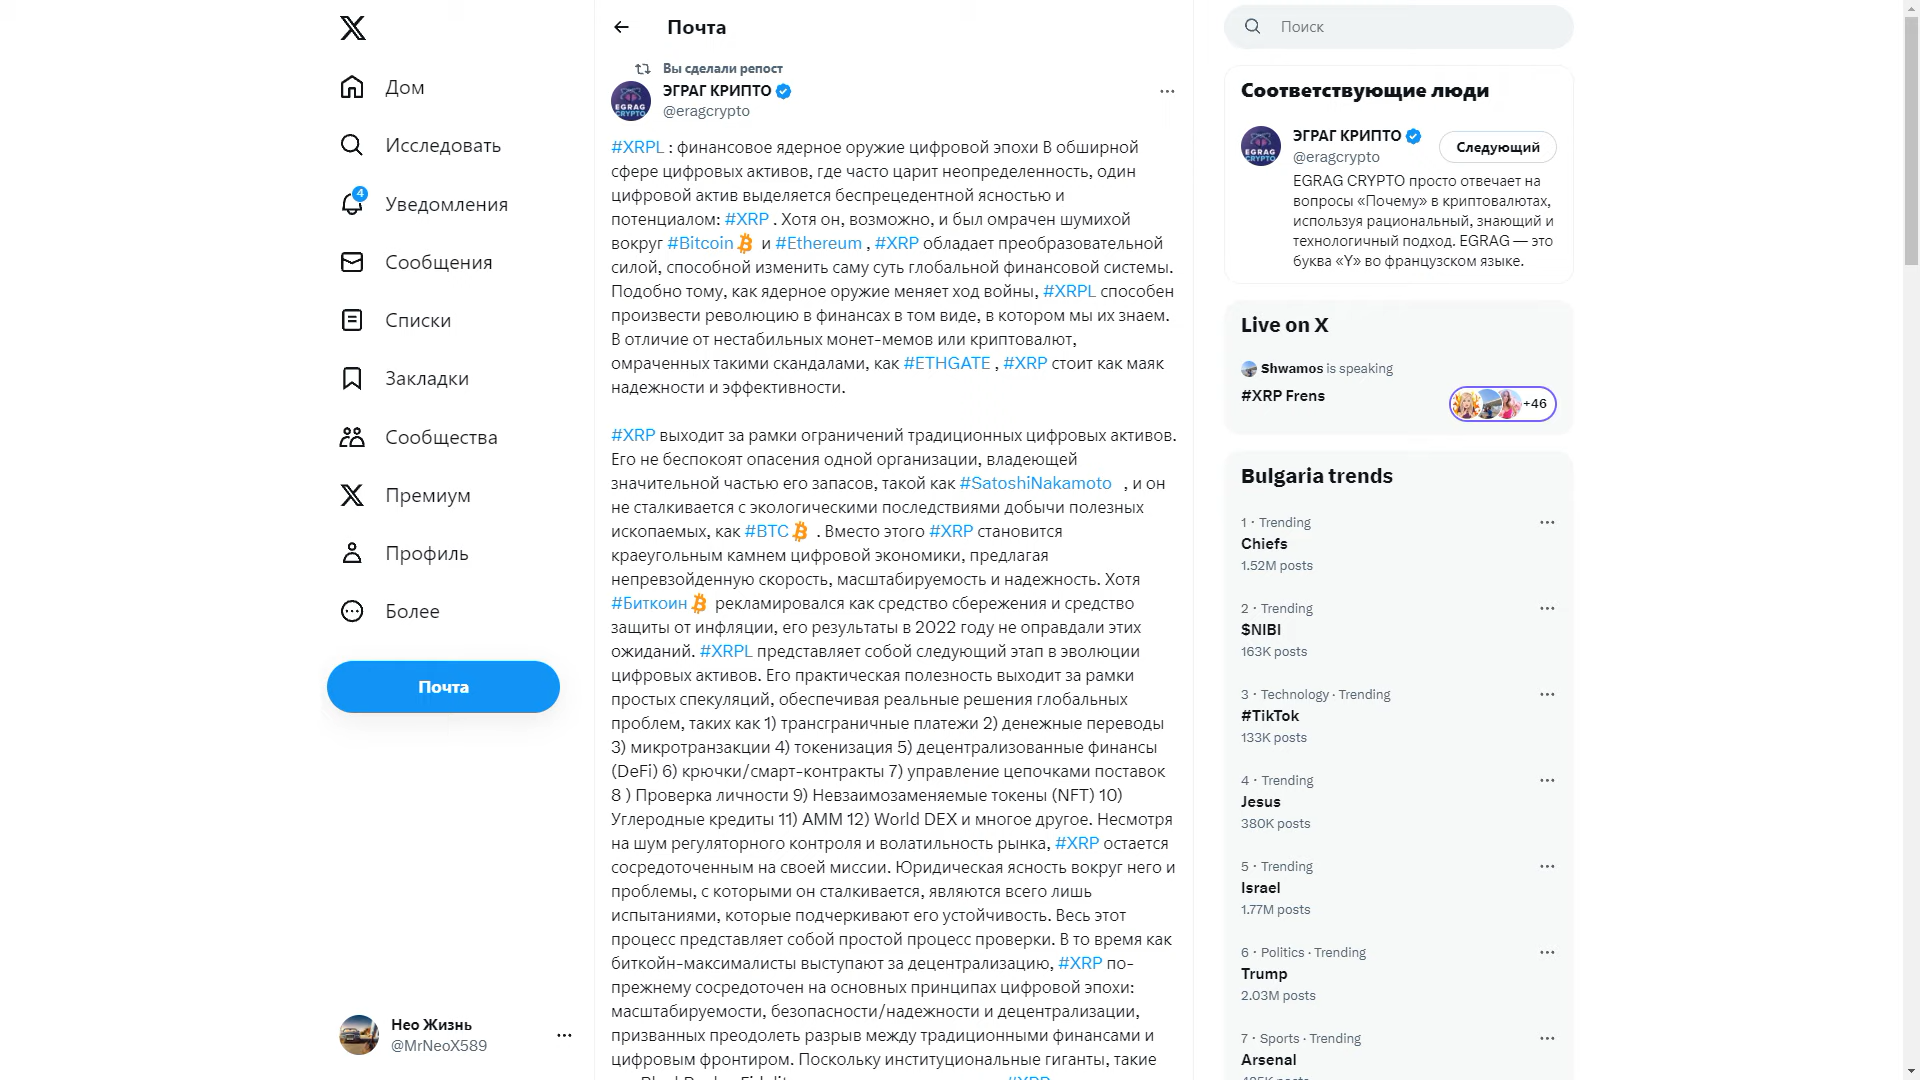 Дом
Исследовать
4
Уведомления
Сообщения
Списки
Закладки
Сообщества
Премиум
Профиль
Более
Почта
Нео Жизнь
@MrNeoX589
Почта
Вы сделали репост
ЭГРАГ КРИПТО
@eragcrypto
EGRAG
CRYPTO
#XRPL : финансовое ядерное оружие цифровой эпохи В обширной
сфере цифровых активов, где часто царит неопределенность, один
цифровой актив выделяется беспрецедентной ясностью и
потенциалом: #XRP . Хотя он, возможно, и был омрачен шумихой
вокруг #Bitcoin и #Ethereum , #XRP обладает преобразовательной
силой, способной изменить саму суть глобальной финансовой системы.
Подобно тому, как ядерное оружие меняет ход войны, #XRPL способен
произвести революцию в финансах в том виде, в котором мы их знаем.
В отличие от нестабильных монет-мемов или криптовалют,
омраченных такими скандалами, как #ETHGATE , #XRP стоит как маяк
надежности и эффективности.
#XRP выходит за рамки ограничений традиционных цифровых активов.
Его не беспокоят опасения одной организации, владеющей
значительной частью его запасов, такой как #SatoshiNakamoto , и он
не сталкивается с экологическими последствиями добычи полезных
ископаемых, как #BTC . Вместо этого #XRP становится
краеугольным камнем цифровой экономики, предлагая
непревзойденную скорость, масштабируемость и надежность. Хотя
#Биткоин рекламировался как средство сбережения и средство
защиты от инфляции, его результаты в 2022 году не оправдали этих
ожиданий. #XRPL представляет собой следующий этап в эволюции
цифровых активов. Его практическая полезность выходит за рамки
простых спекуляций, обеспечивая реальные решения глобальных
проблем, таких как 1) трансграничные платежи 2) денежные переводы
3) микротранзакции 4) токенизация 5) децентрализованные финансы
(DeFi) 6) крючки/смарт-контракты 7) управление цепочками поставок
8 ) Проверка личности 9) Невзаимозаменяемые токены (NFT) 10)
Углеродные кредиты 11) AMM 12) World DEX и многое другое. Несмотря
на шум регуляторного контроля и волатильность рынка, #XRP остается
сосредоточенным на своей миссии. Юридическая ясность вокруг него и
проблемы, с которыми он сталкивается, являются всего лишь
испытаниями, которые подчеркивают его устойчивость. Весь этот
процесс представляет собой простой процесс проверки. В то время как
биткойн-максималисты выступают за децентрализацию, #XRP по-
прежнему сосредоточен на основных принципах цифровой эпохи:
масштабируемости, безопасности/надежности и децентрализации,
призванных преодолеть разрыв между традиционными финансами и
цифровым фронтиром. Поскольку институциональные гиганты, такие
Поиск
Соответствующие люди
ЭГРАГ КРИПТО
@eragcrypto
EGRAG
CRYPTO
Следующий
EGRAG CRYPTO просто отвечает на
вопросы «Почему» в криптовалютах,
используя рациональный, знающий и
технологичный подход. EGRAG — это
буква «Y» во французском языке.
Live on X
Shwamos is speaking
#XRP Frens
+46
Bulgaria trends
1 · Trending
Chiefs
1.52M posts
2 · Trending
$NIBI
163K posts
3 · Technology · Trending
#TikTok
133K posts
4 · Trending
Jesus
380K posts
5 · Trending
Israel
1.77M posts
6 · Politics · Trending
Trump
2.03M posts
7 · Sports · Trending
Arsenal